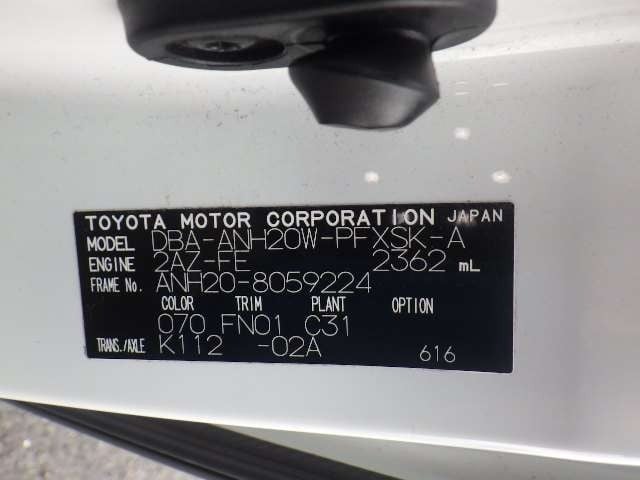 TOYOTA MOTOR CORPORATION JAPAN
MODEL DBA-ANH20W-PFXSK-A
ENGINE 2AZ-FE 2362 mL
FRAME No. ANH20-8059224
COLOR TRIM PLANT OPTION
070 FN01 C31
TRANS./AXLE K112 -02A 616